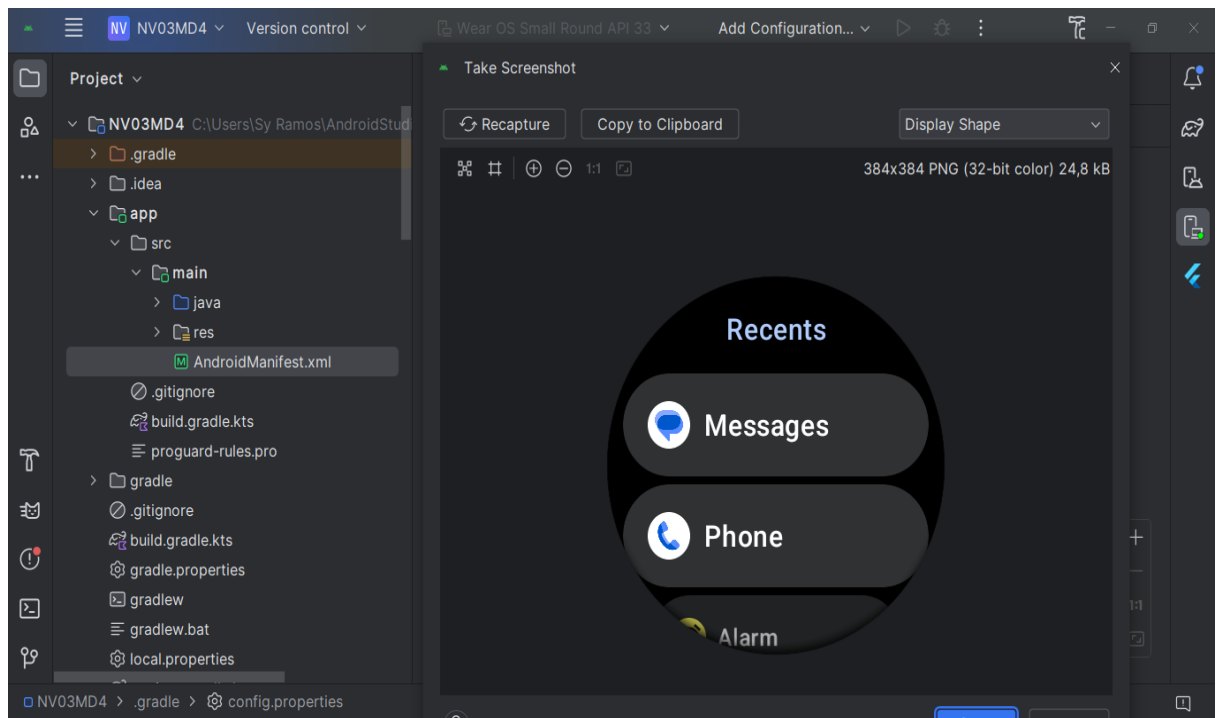 NV NV03MD4 Version control Wear OS Small Round API 33 Add Configuration...
Project
NV03MD4 C:\Users\Sy Ramos\AndroidStud
.gradle
.idea
app
src
main
java
res
AndroidManifest.xml
.gitignore
build.gradle.kts
proguard-rules.pro
gradle
.gitignore
build.gradle.kts
gradle.properties
gradlew
gradlew.bat
local.properties
NV03MD4 > .gradle > config.properties
Take Screenshot
Recapture Copy to Clipboard Display Shape
1:1 384x384 PNG (32-bit color) 24,8 kB
Recents
Messages
Phone
Alarm
1:1